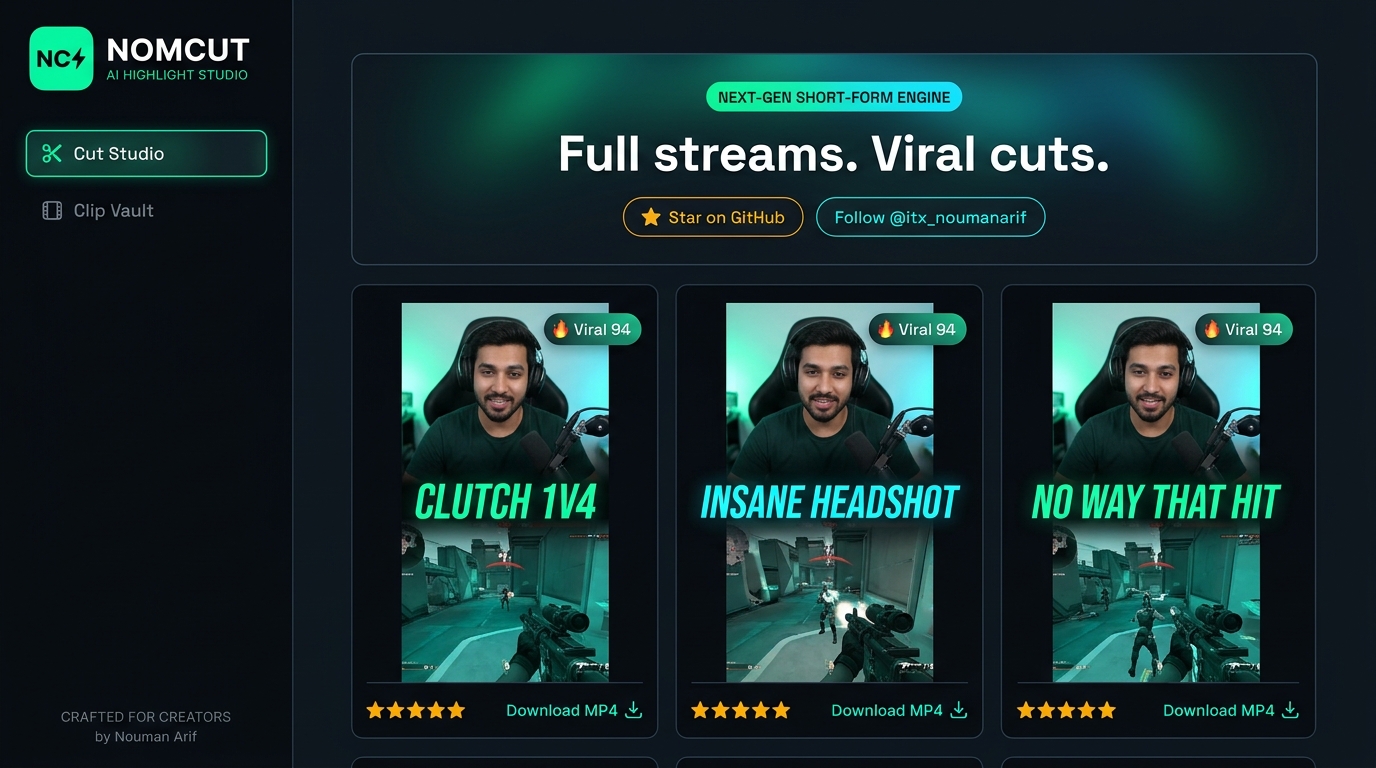 NC
NOMCUT
AI HIGHLIGHT STUDIO
Cut Studio
Clip Vault
CRAFTED FOR CREATORS
by Nouman Arif
NEXT-GEN SHORT-FORM ENGINE
Full streams. Viral cuts.
Star on GitHub
Follow @itx_noumanarif
Viral 94
CLUTCH 1V4
Download MP4
Viral 94
INSANE HEADSHOT
Download MP4
Viral 94
NO WAY THAT HIT
Download MP4